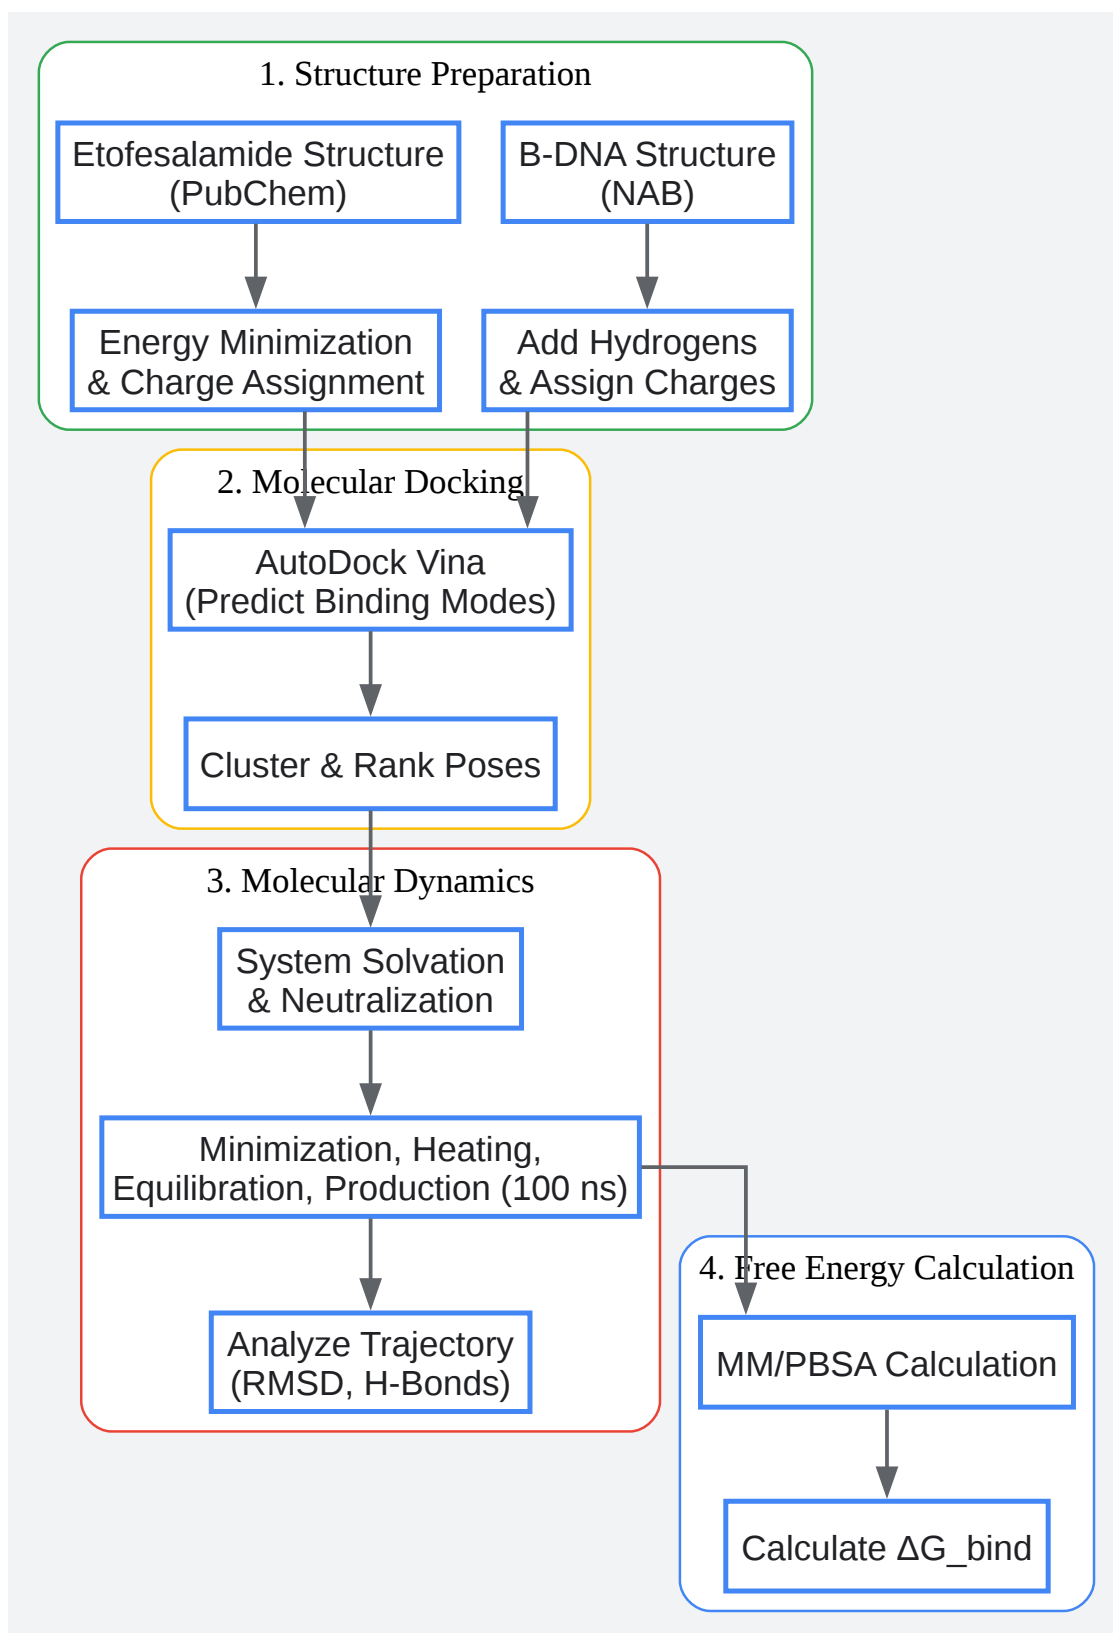 1. Structure Preparation
Etofesalamide Structure
(PubChem)
B-DNA Structure
(NAB)
Energy Minimization
& Charge Assignment
Add Hydrogens
& Assign Charges
2. Molecular Docking
AutoDock Vina
(Predict Binding Modes)
Cluster & Rank Poses
3. Molecular Dynamics
System Solvation
& Neutralization
Minimization, Heating,
Equilibration, Production (100 ns)
Analyze Trajectory
(RMSD, H-Bonds)
4. Free Energy Calculation
MM/PBSA Calculation
Calculate ΔG_bind